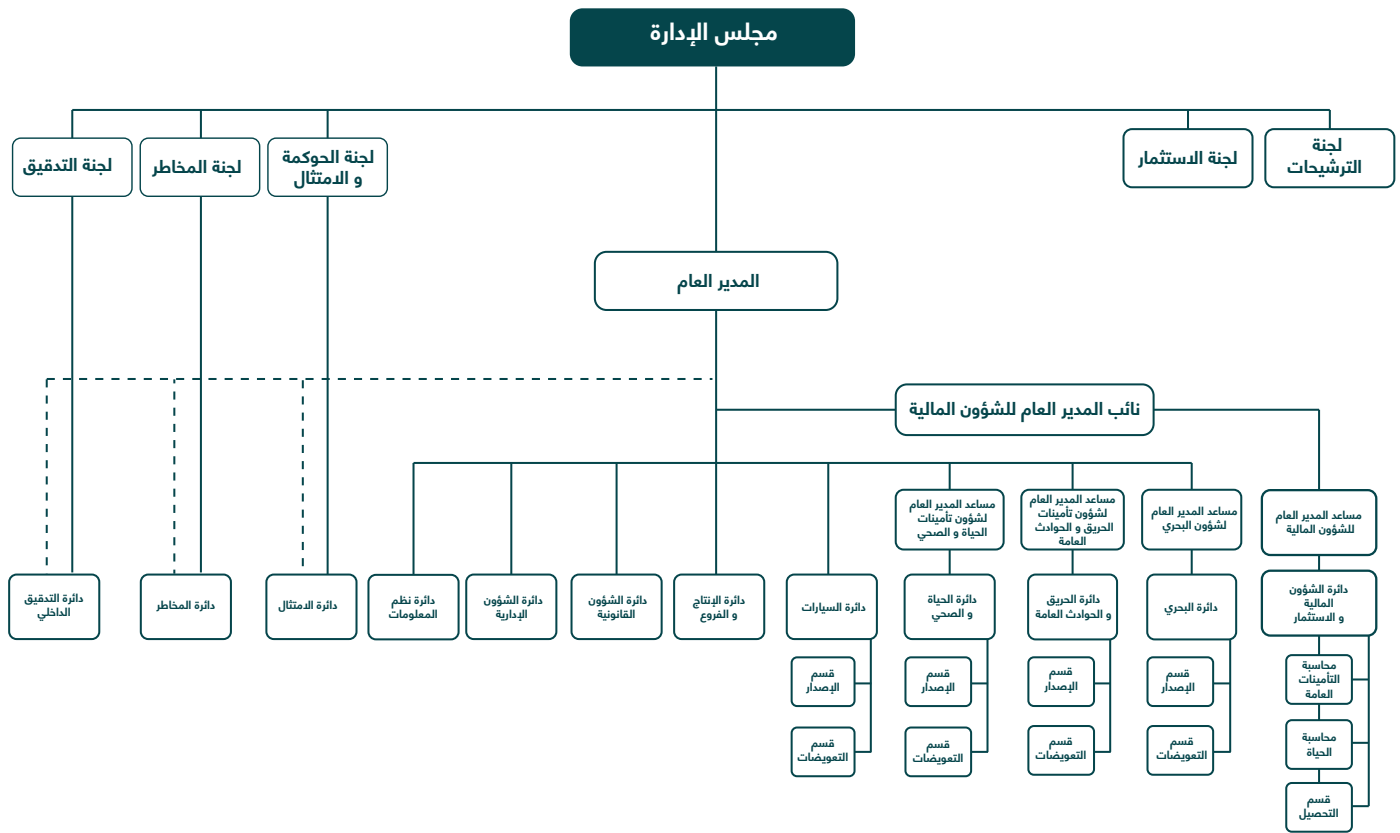 مجلس الإدارة
لجنة
الترشيحات
لجنة الاستثمار
لجنة الحوكمة
و الامتثال
لجنة المخاطر
لجنة التدقيق
المدير العام
نائب المدير العام للشؤون المالية
مساعد المدير العام
للشؤون المالية
مساعد المدير العام
لشؤون البحري
مساعد المدير العام
لشؤون تأمينات
الحريق و الحوادث
العامة
مساعد المدير العام
لشؤون تأمينات
الحياة و الصحي
دائرة الشؤون
المالية
و الاستثمار
دائرة البحري
دائرة الحريق
و الحوادث العامة
دائرة الحياة
و الصحي
دائرة السيارات
دائرة الإنتاج
و الفروع
دائرة الشؤون
القانونية
دائرة الشؤون
الإدارية
دائرة نظم
المعلومات
دائرة الامتثال
دائرة المخاطر
دائرة التدقيق
الداخلي
محاسبة
التأمينات
العامة
قسم
الإصدار
قسم
الإصدار
قسم
الإصدار
قسم
الإصدار
محاسبة
الحياة
قسم
التعويضات
قسم
التعويضات
قسم
التعويضات
قسم
التعويضات
قسم
التحصيل